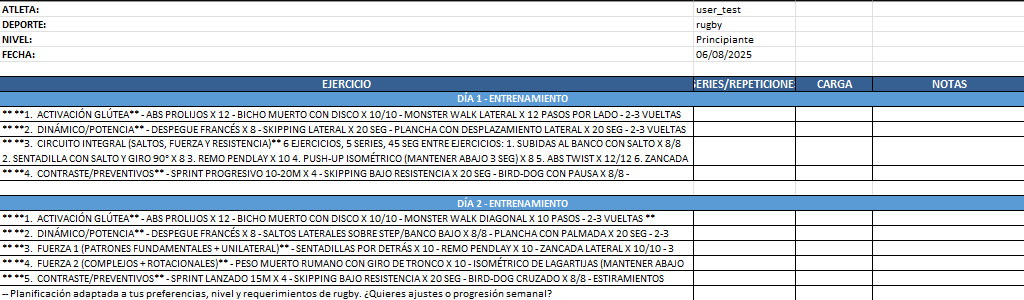 ATLETA: user_test
DEPORTE: rugby
NIVEL: Principiante
FECHA: 06/08/2025
EJERCICIO SERIES/REPETICIONE CARGA NOTAS
DÍA 1 - ENTRENAMIENTO
** **1. ACTIVACIÓN GLÚTEA** - ABS PROLIJOS X 12 - BICHO MUERTO CON DISCO X 10/10 - MONSTER WALK LATERAL X 12 PASOS POR LADO - 2-3 VUELTAS
** **2. DINÁMICO/POTENCIA** - DESPEGUE FRANCÉS X 8 - SKIPPING LATERAL X 20 SEG - PLANCHA CON DESPLAZAMIENTO LATERAL X 20 SEG - 2-3 VUELTAS
** **3. CIRCUITO INTEGRAL (SALTOS, FUERZA Y RESISTENCIA)** 6 EJERCICIOS, 5 SERIES, 45 SEG ENTRE EJERCICIOS: 1. SUBIDAS AL BANCO CON SALTO X 8/8
2. SENTADILLA CON SALTO Y GIRO 90° X 8 3. REMO PENDLAY X 10 4. PUSH-UP ISOMÉTRICO (MANTENER ABAJO 3 SEG) X 8 5. ABS TWIST X 12/12 6. ZANCADA
** **4. CONTRASTE/PREVENTIVOS** - SPRINT PROGRESIVO 10-20M X 4 - SKIPPING BAJO RESISTENCIA X 20 SEG - BIRD-DOG CON PAUSA X 8/8 -
DÍA 2 - ENTRENAMIENTO
** **1. ACTIVACIÓN GLÚTEA** - ABS PROLIJOS X 12 - BICHO MUERTO CON DISCO X 10/10 - MONSTER WALK DIAGONAL X 10 PASOS - 2-3 VUELTAS **
** **2. DINÁMICO/POTENCIA** - DESPEGUE FRANCÉS X 8 - SALTOS LATERALES SOBRE STEP/BANCO BAJO X 8/8 - PLANCHA CON PALMADA X 20 SEG - 2-3
** **3. FUERZA 1 (PATRONES FUNDAMENTALES + UNILATERAL)** - SENTADILLAS POR DETRÁS X 10 - REMO PENDLAY X 10 - ZANCADA LATERAL X 10/10 - 3
** **4. FUERZA 2 (COMPLEJOS + ROTACIONALES)** - PESO MUERTO RUMANO CON GIRO DE TRONCO X 10 - ISOMÉTRICO DE LAGARTIJAS (MANTENER ABAJO
** **5. CONTRASTE/PREVENTIVOS** - SPRINT LANZADO 15M X 4 - SKIPPING BAJO RESISTENCIA X 20 SEG - BIRD-DOG CRUZADO X 8/8 - ESTIRAMIENTOS
-- Planificación adaptada a tus preferencias, nivel y requerimientos de rugby. ¿Quieres ajustes o progresión semanal?